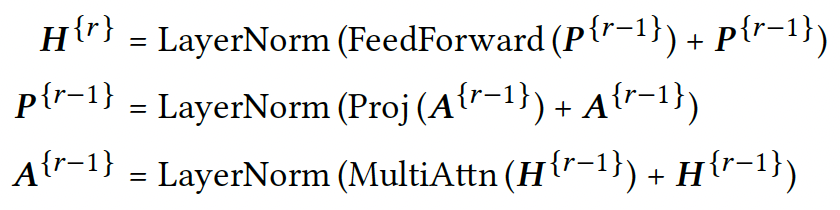 H^{r} = LayerNorm (FeedForward (P^{r−1}) + P^{r−1})
P^{r−1} = LayerNorm (Proj (A^{r−1}) + A^{r−1})
A^{r−1} = LayerNorm (MultiAttn (H^{r−1}) + H^{r−1})